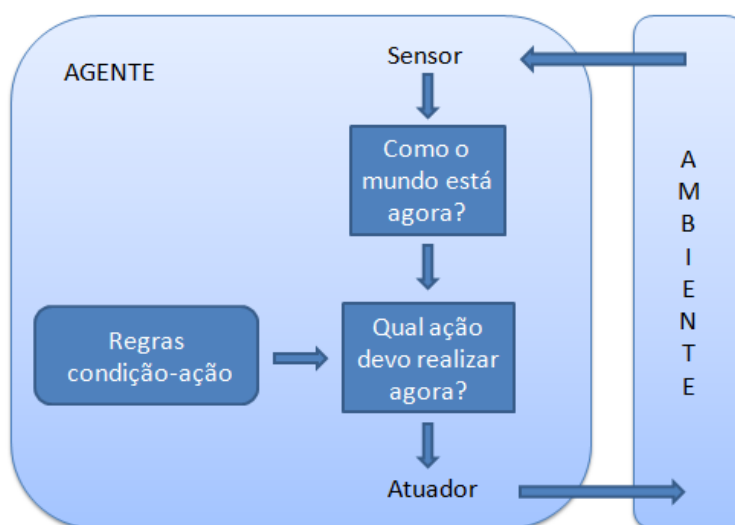 AGENTE
Sensor
Como o
mundo está
agora?
Regras
condição-ação
Qual ação
devo realizar
agora?
Atuador
A
M
B
I
E
N
T
E